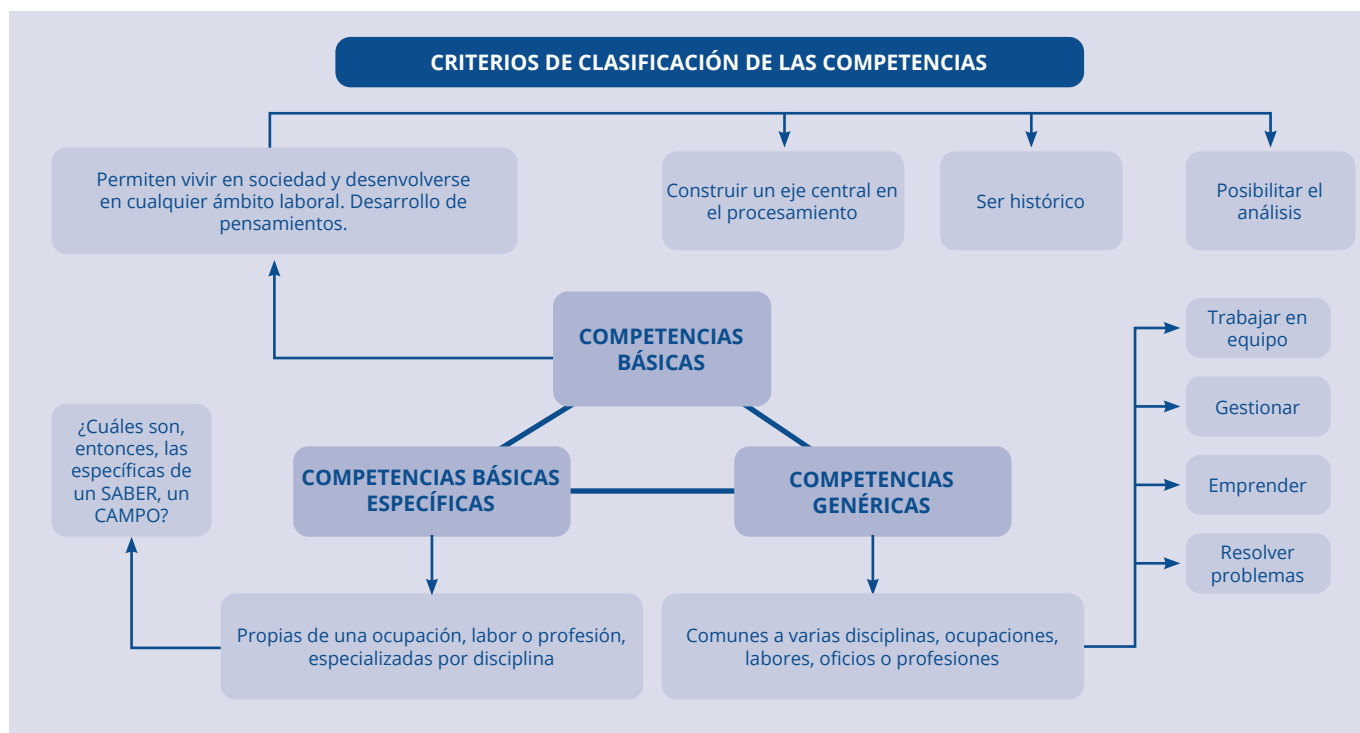 CRITERIOS DE CLASIFICACIÓN DE LAS COMPETENCIAS
Permiten vivir en sociedad y desenvolverse
en cualquier ámbito laboral. Desarrollo de
pensamientos.
Construir un eje central en
el procesamiento
Ser histórico
Posibilitar el
análisis
COMPETENCIAS
BÁSICAS
Trabajar en
equipo
Gestionar
Emprender
Resolver
problemas
¿Cuáles son,
entonces, las
específicas de
un SABER, un
CAMPO?
COMPETENCIAS BÁSICAS
ESPECÍFICAS
COMPETENCIAS
GENÉRICAS
Propias de una ocupación, labor o profesión,
especializadas por disciplina
Comunes a varias disciplinas, ocupaciones,
labores, oficios o profesiones